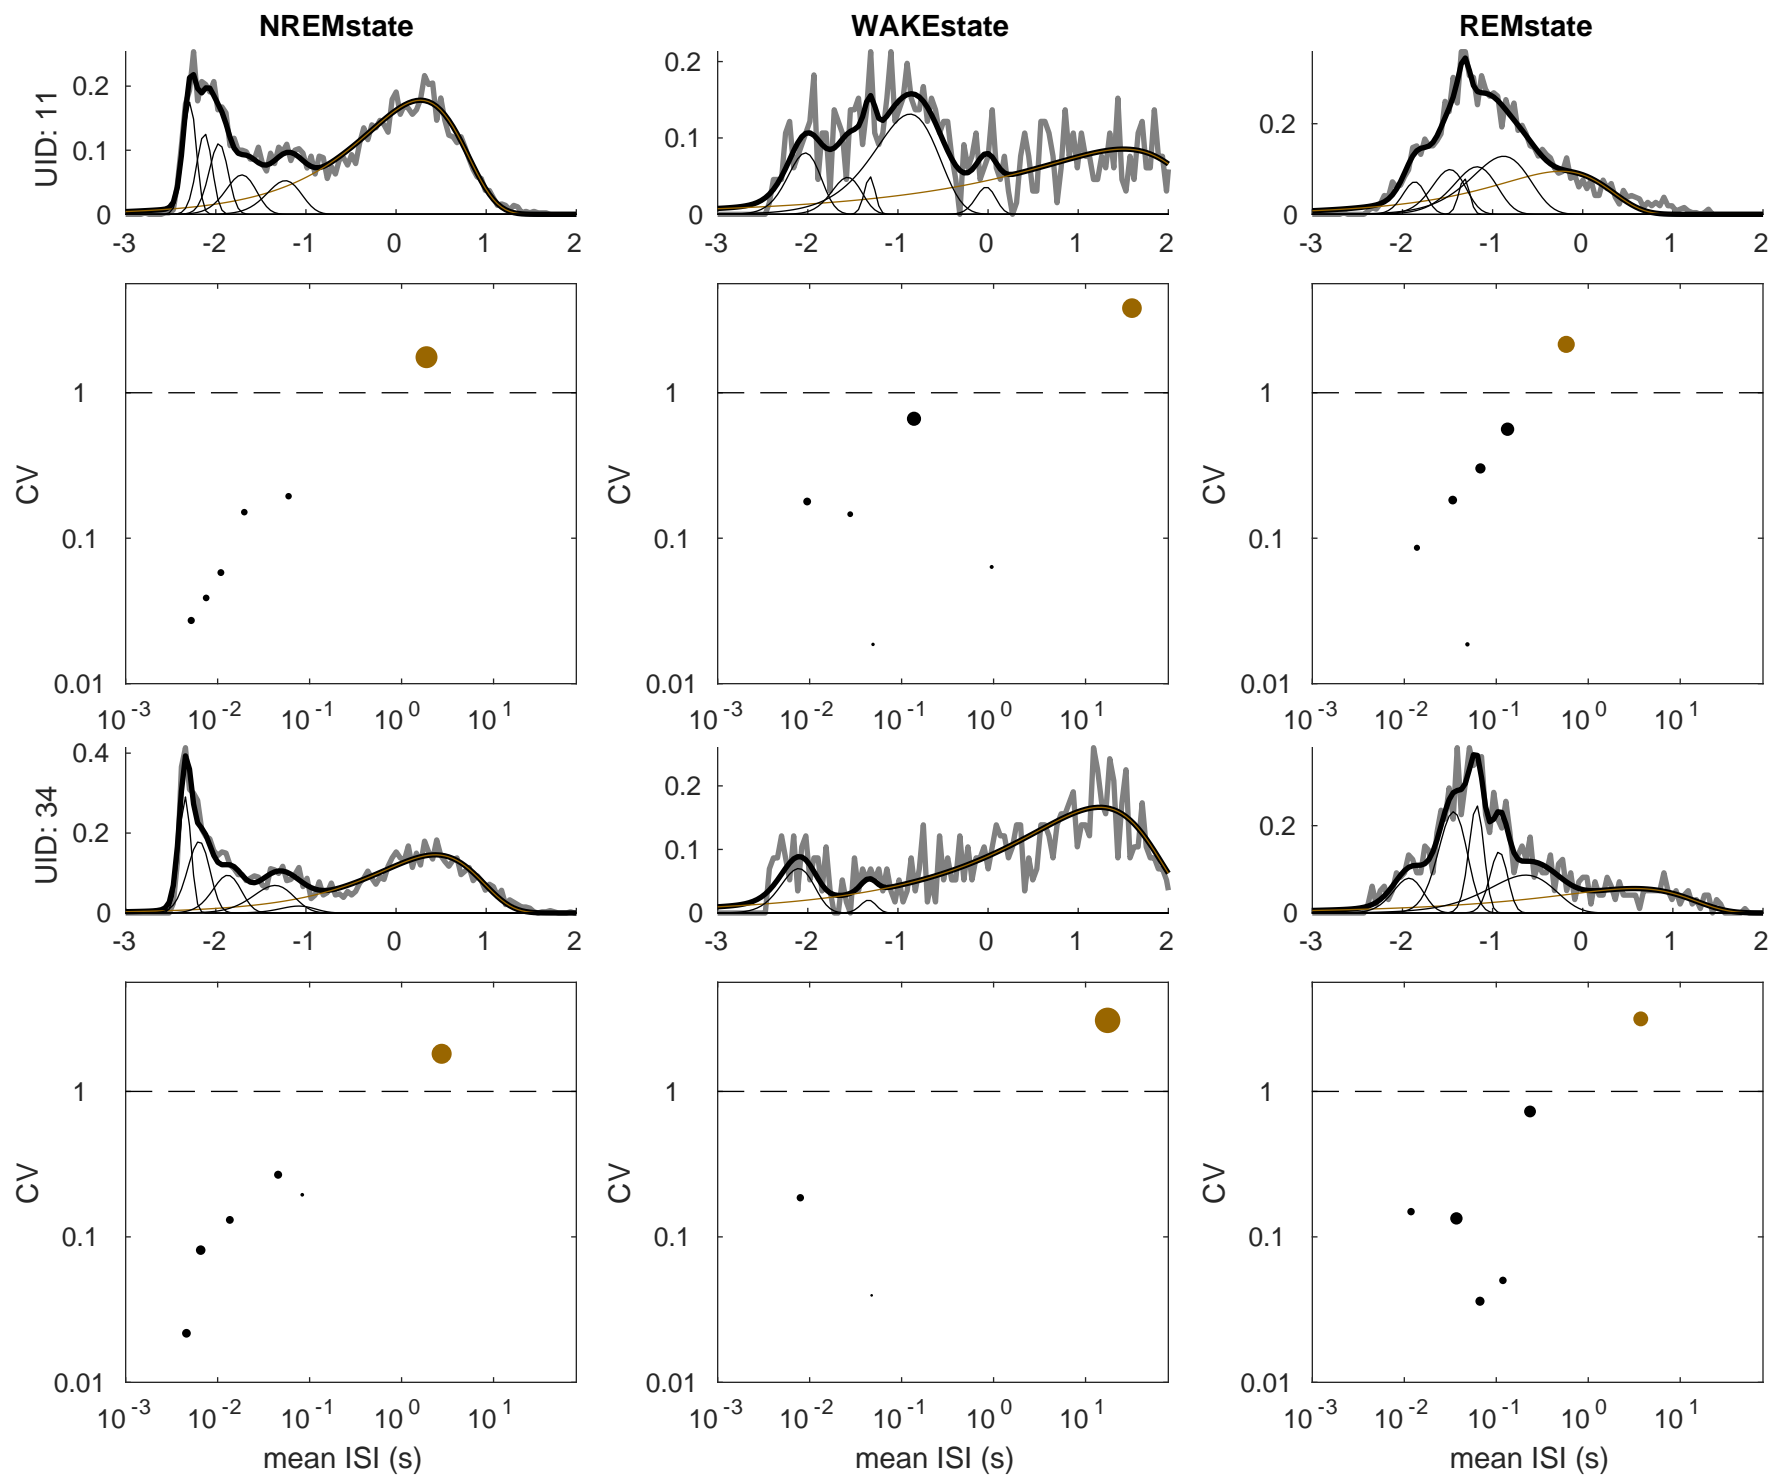 NREMstate WAKEstate REMstate
UID: 11
0.2 0.1 0
-3 -2 -1 0 1 2
0.2 0.1 0
-3 -2 -1 0 1 2
0.2 0
-3 -2 -1 0 1 2
CV
1 0.1 0.01
10^-3 10^-2 10^-1 10^0 10^1
CV
1 0.1 0.01
10^-3 10^-2 10^-1 10^0 10^1
CV
1 0.1 0.01
10^-3 10^-2 10^-1 10^0 10^1
UID: 34
0.4 0.2 0
-3 -2 -1 0 1 2
0.2 0.1 0
-3 -2 -1 0 1 2
0.2 0
-3 -2 -1 0 1 2
CV
1 0.1 0.01
10^-3 10^-2 10^-1 10^0 10^1
mean ISI (s)
CV
1 0.1 0.01
10^-3 10^-2 10^-1 10^0 10^1
mean ISI (s)
CV
1 0.1 0.01
10^-3 10^-2 10^-1 10^0 10^1
mean ISI (s)